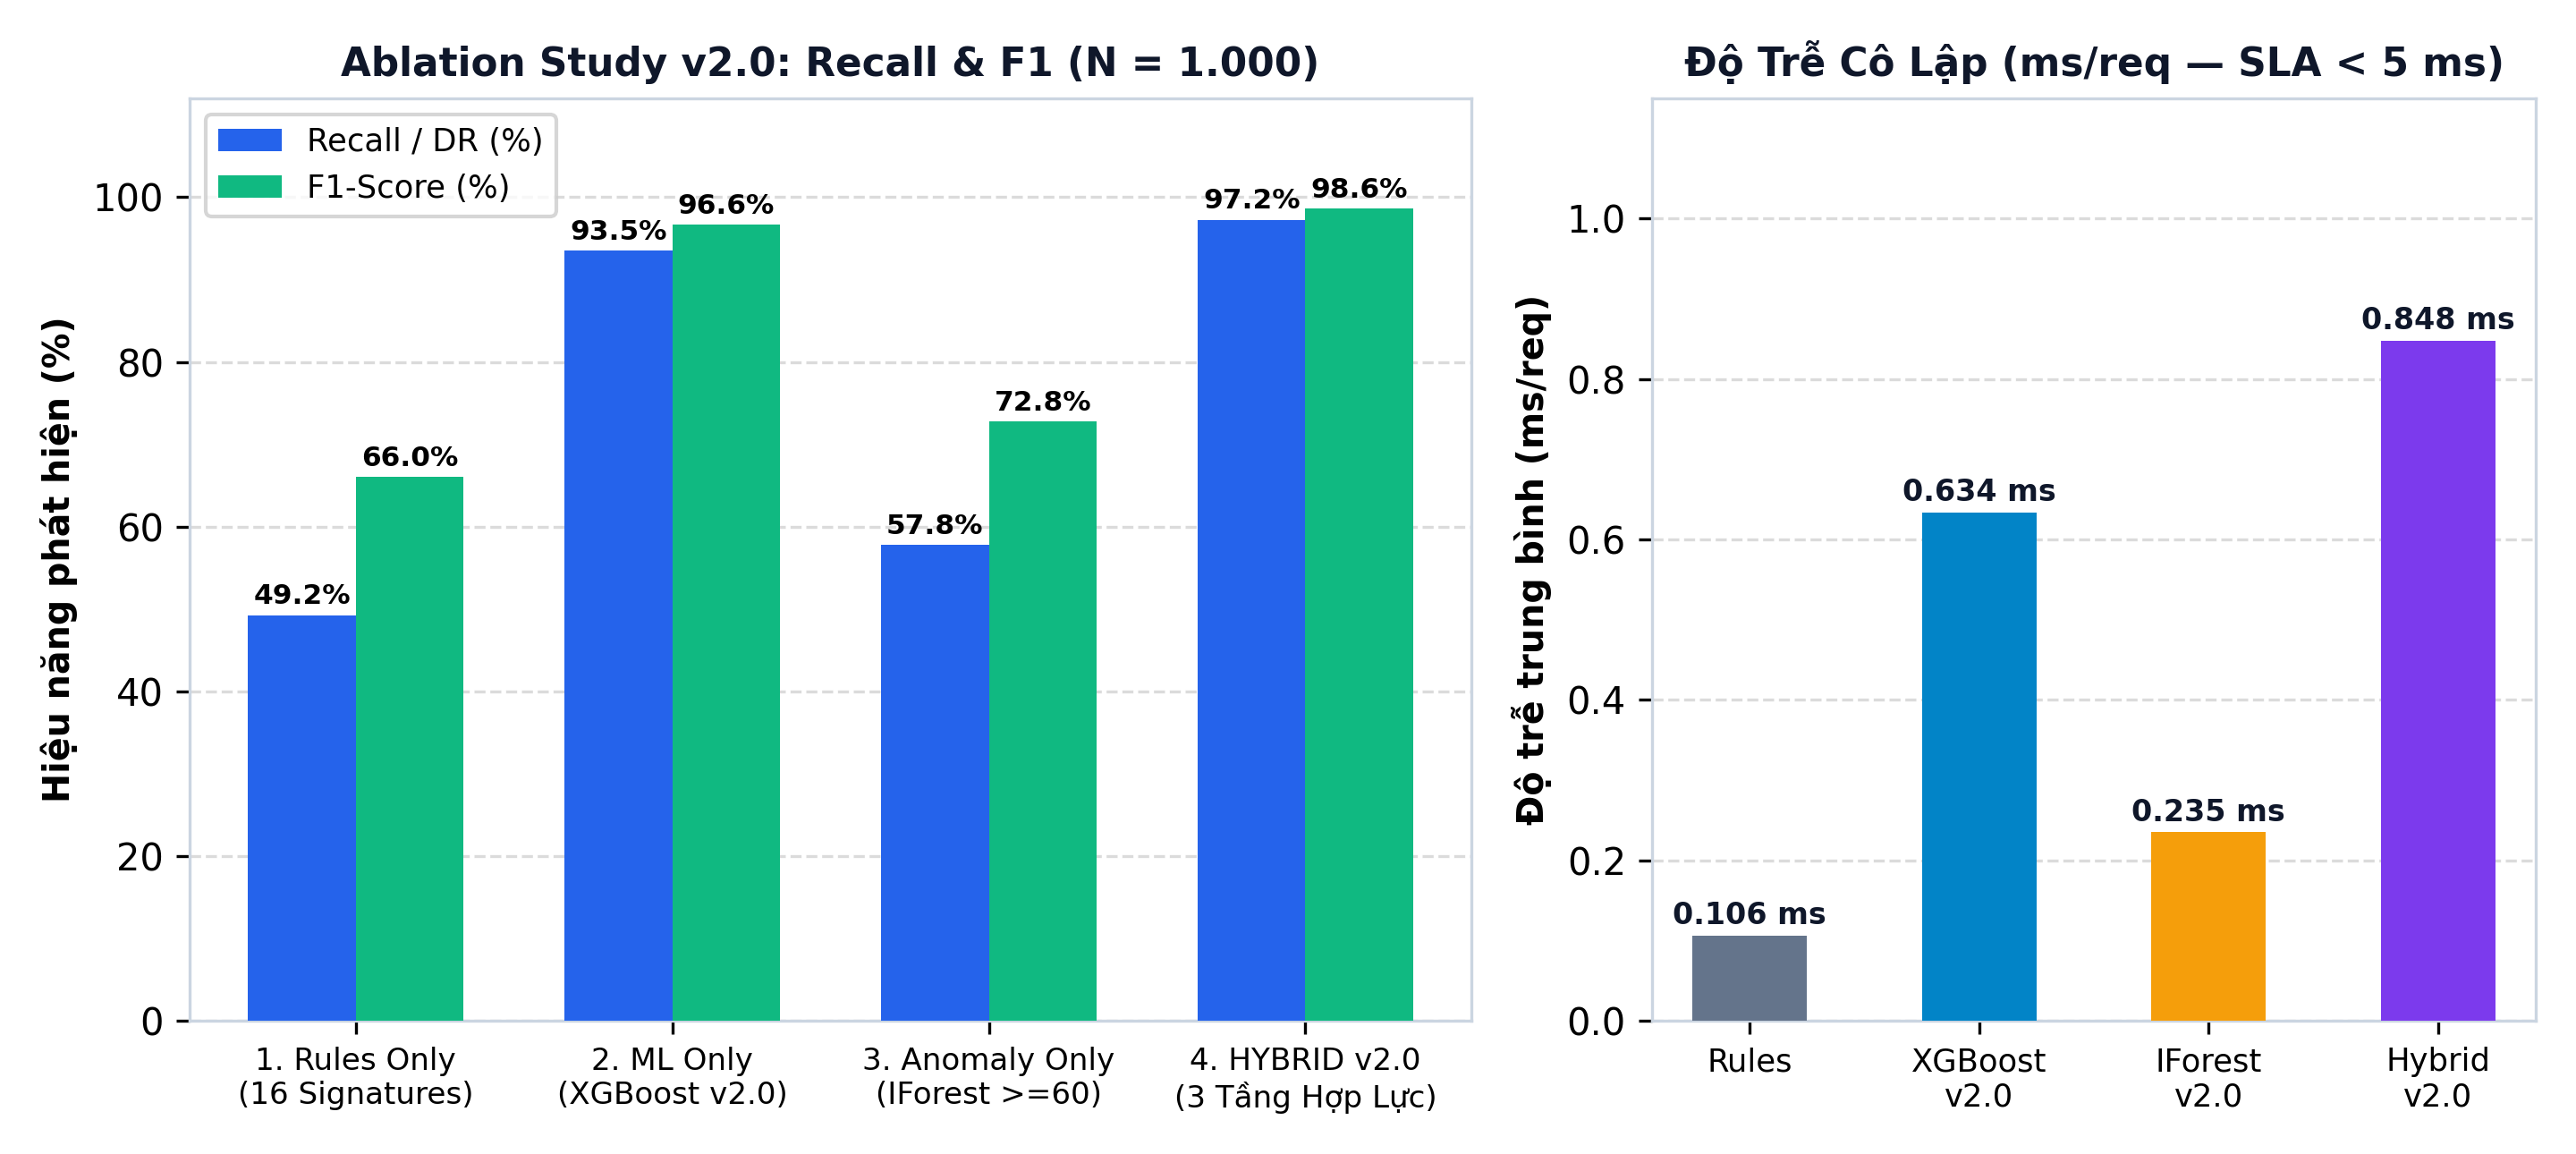 Ablation Study v2.0: Recall & F1 (N = 1.000)
Recall / DR (%)
F1-Score (%)
Hiệu năng phát hiện (%)
100
80
60
40
20
0
49.2%
66.0%
93.5%
96.6%
57.8%
72.8%
97.2%
98.6%
1. Rules Only
(16 Signatures)
2. ML Only
(XGBoost v2.0)
3. Anomaly Only
(IForest >=60)
4. HYBRID v2.0
(3 Tầng Hợp Lực)
Độ Trễ Cô Lập (ms/req — SLA < 5 ms)
Độ trễ trung bình (ms/req)
1.0
0.8
0.6
0.4
0.2
0.0
0.106 ms
0.634 ms
0.235 ms
0.848 ms
Rules
XGBoost
v2.0
IForest
v2.0
Hybrid
v2.0